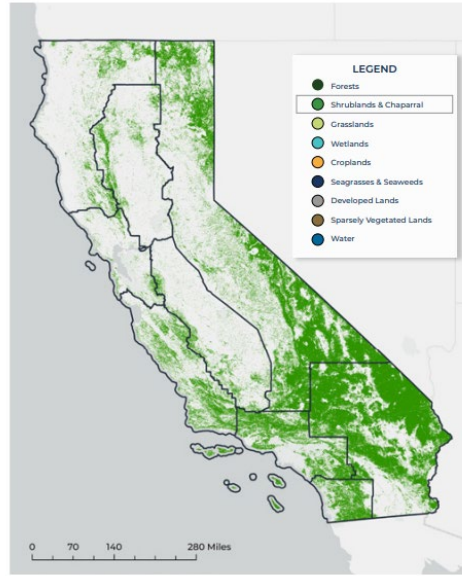 LEGEND
Forests
Shrublands & Chaparral
Grasslands
Wetlands
Croplands
Seagrasses & Seaweeds
Developed Lands
Sparsely Vegetated Lands
Water
0 70 140 280 Miles